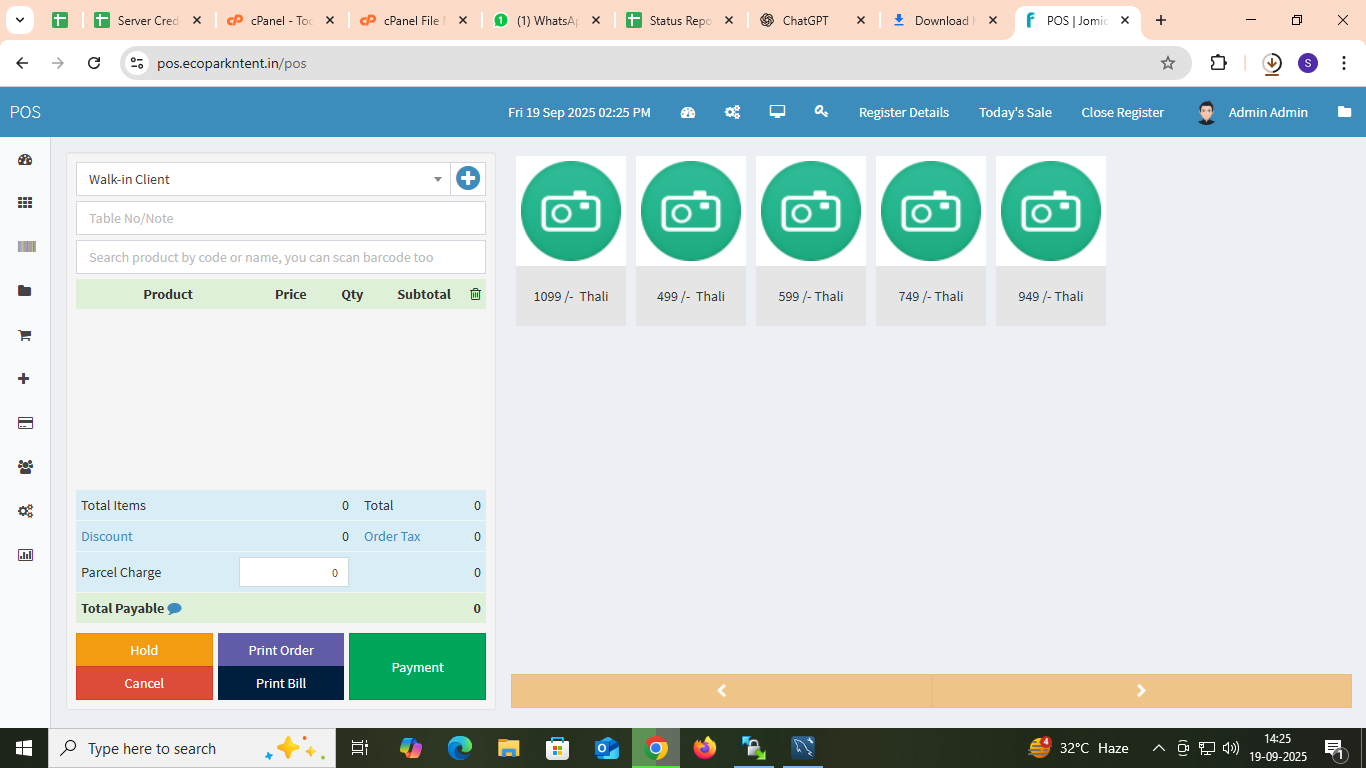 Server Cred
cPanel - Too
cPanel File M
(1) WhatsAp
Status Repo
ChatGPT
Download
POS | Jomic
pos.ecoparkntent.in/pos
S
POS
Fri 19 Sep 2025 02:25 PM
Register Details
Today's Sale
Close Register
Admin Admin
Walk-in Client
Table No/Note
Search product by code or name, you can scan barcode too
Product Price Qty Subtotal
1099 /- Thali
499 /- Thali
599 /- Thali
749 /- Thali
949 /- Thali
Total Items 0 Total 0
Discount 0 Order Tax 0
Parcel Charge 0 0
Total Payable 0
Hold
Print Order
Payment
Cancel
Print Bill
Type here to search
4
32°C Haze
14:25
19-09-2025
1